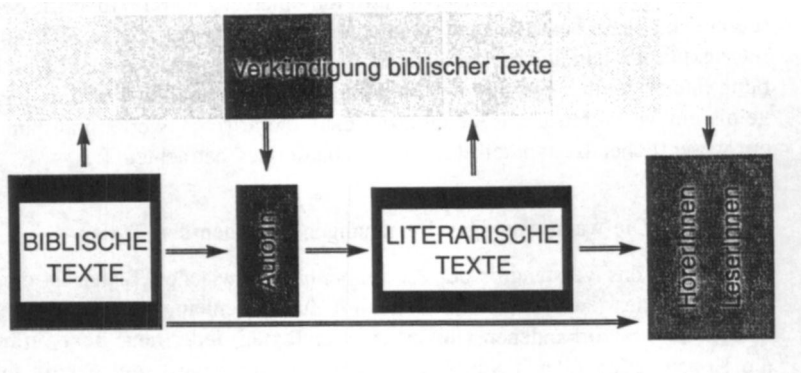 Verkündigung biblischer Texte
BIBLISCHE
TEXTE
Autorin
LITERARISCHE
TEXTE
HörerInnen
LeserInnen